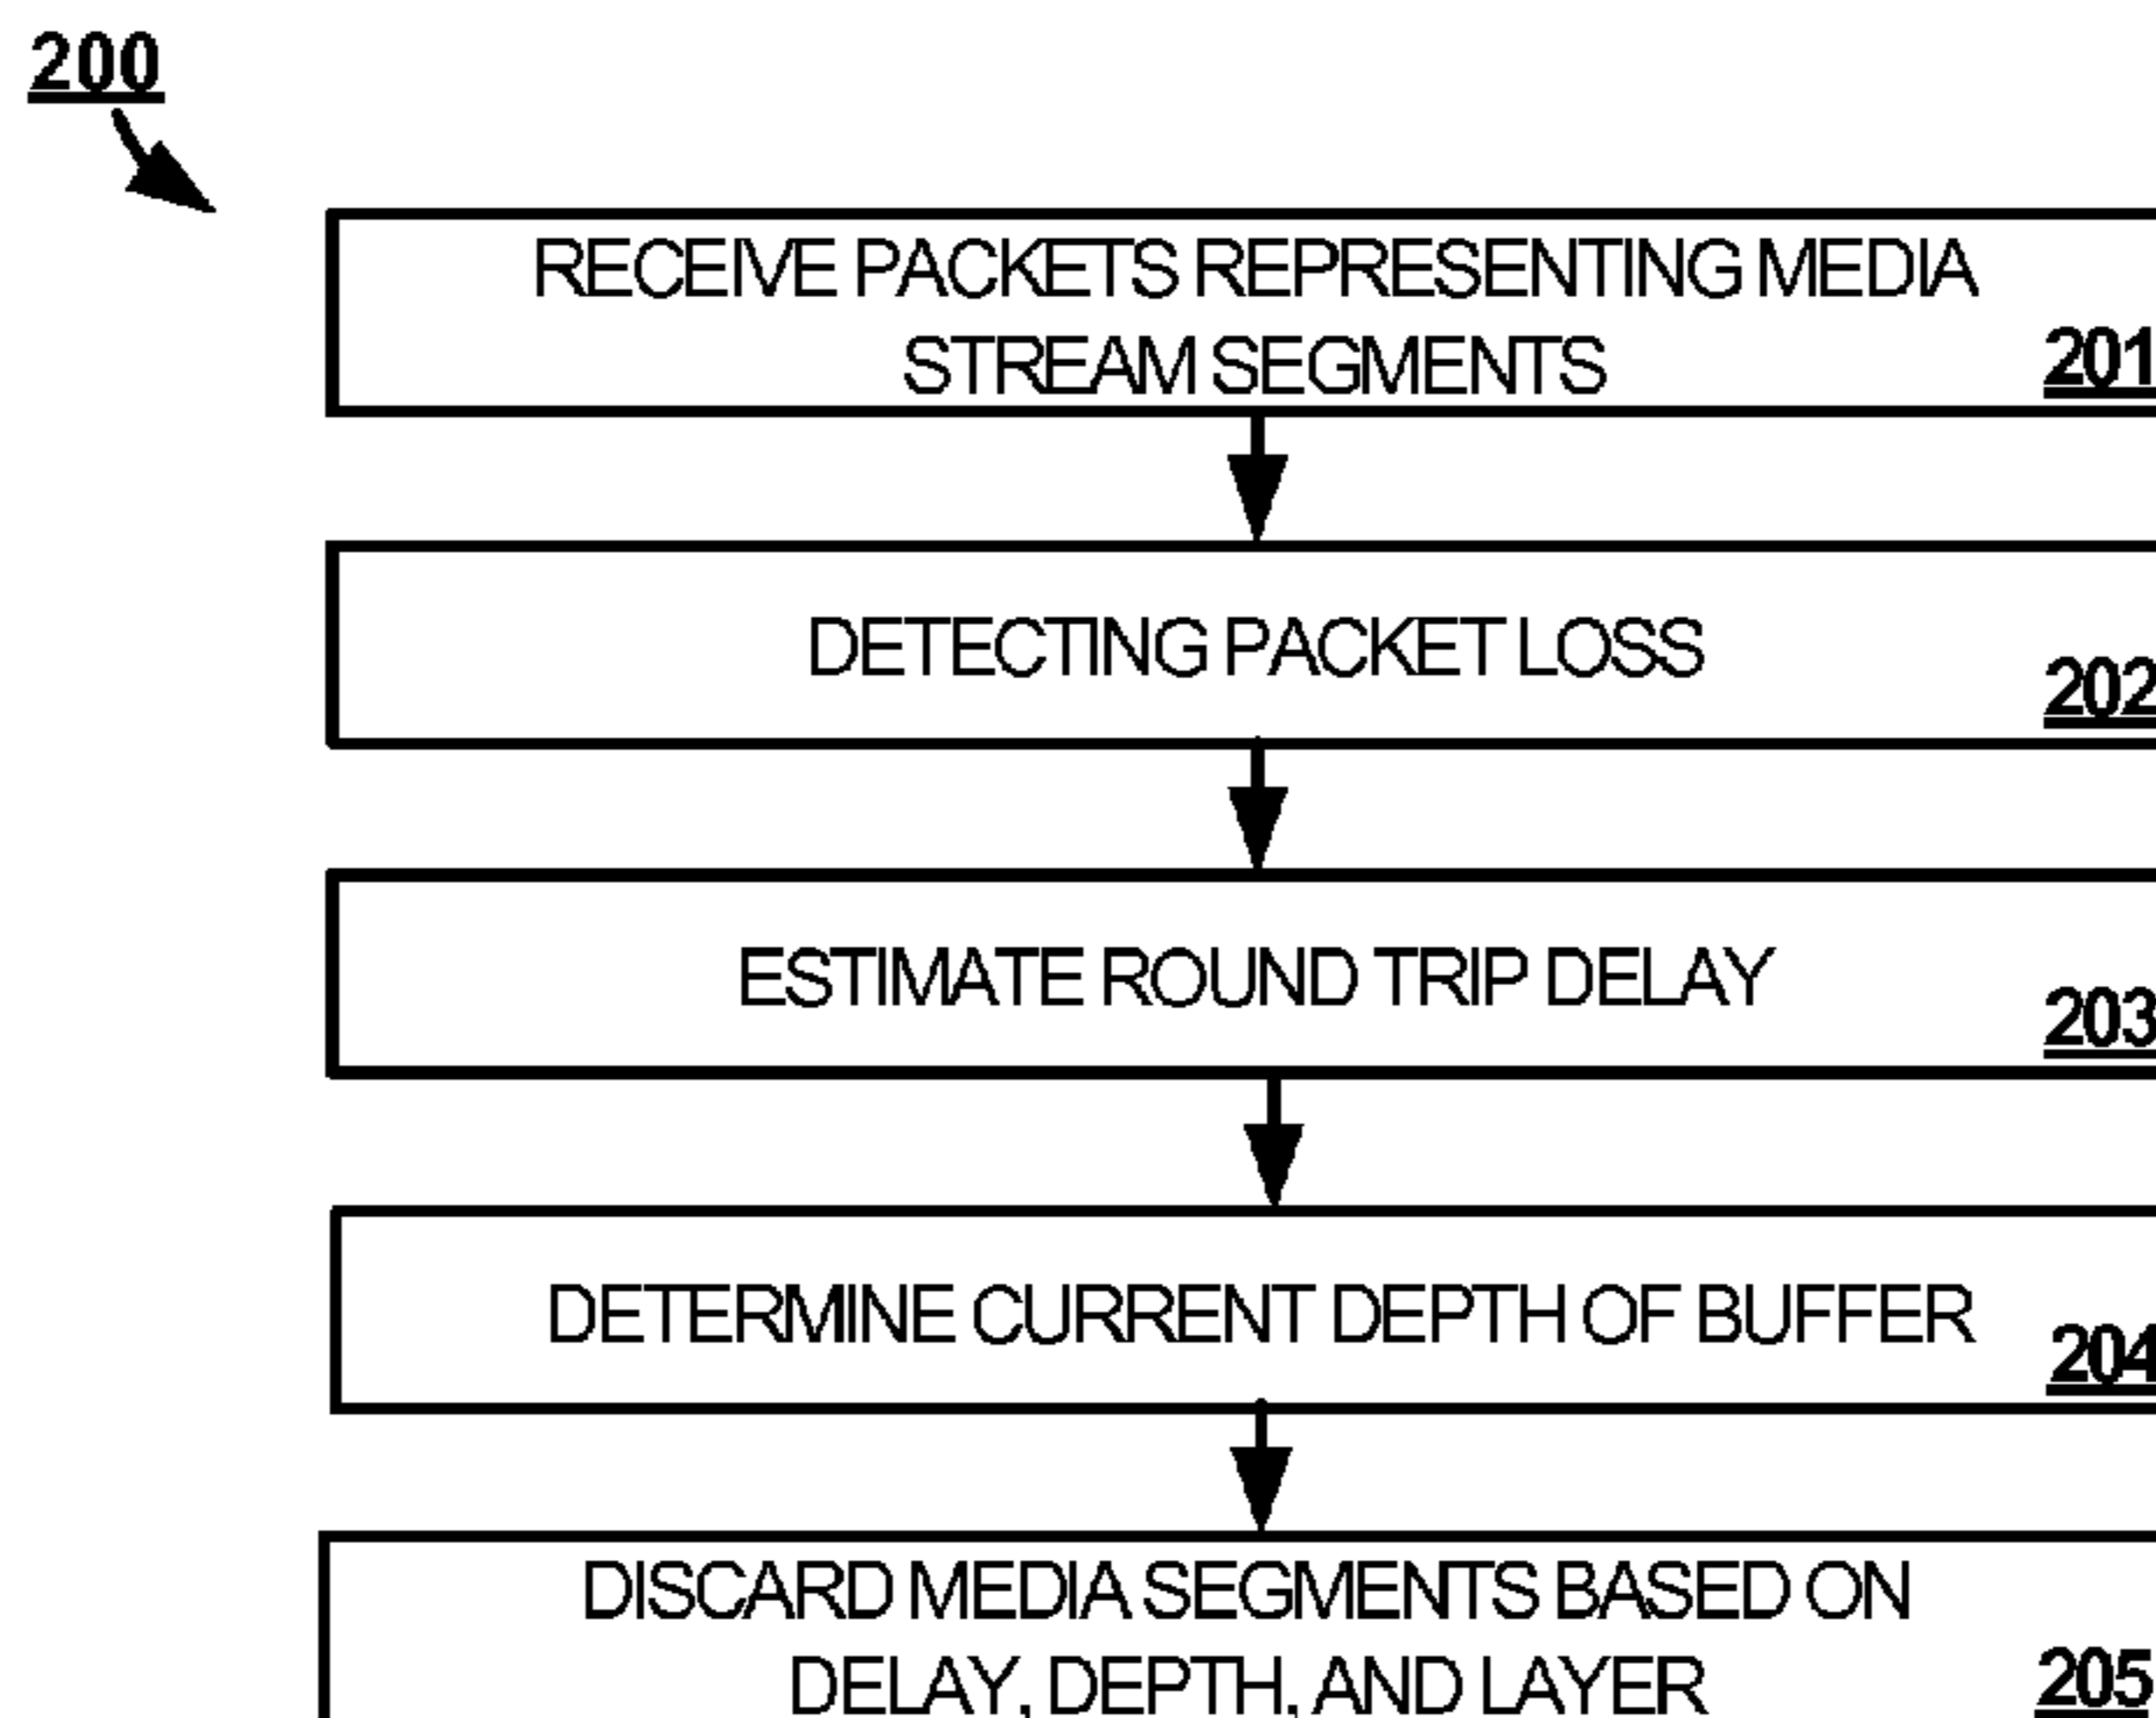 200
RECEIVE PACKETS REPRESENTING MEDIA
STREAM SEGMENTS
201
DETECTING PACKET LOSS
202
ESTIMATE ROUND TRIP DELAY
203
DETERMINE CURRENT DEPTH OF BUFFER
204
DISCARD MEDIA SEGMENTS BASED ON
DELAY, DEPTH, AND LAYER
205